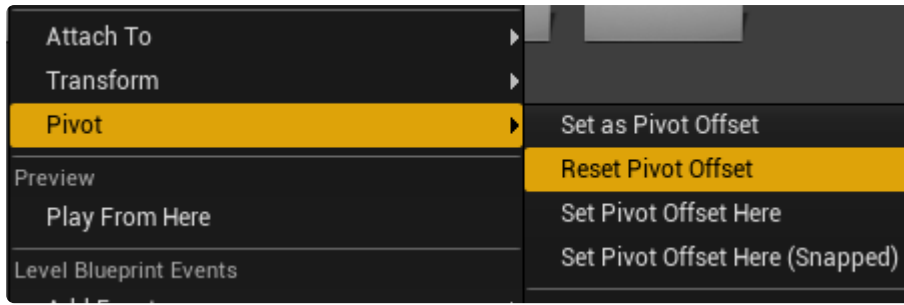 Attach To
Transform
Pivot
Set as Pivot Offset
Reset Pivot Offset
Set Pivot Offset Here
Set Pivot Offset Here (Snapped)
Preview
Play From Here
Level Blueprint Events